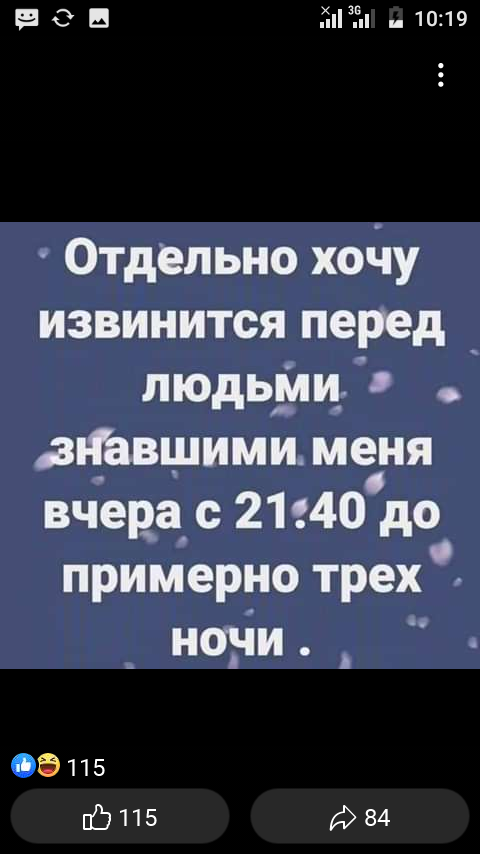 3G 10:19
Отдельно хочу
извинится перед
людьми
знавшими меня
вчера с 21.40 до
примерно трех
ночи .
115
115 84